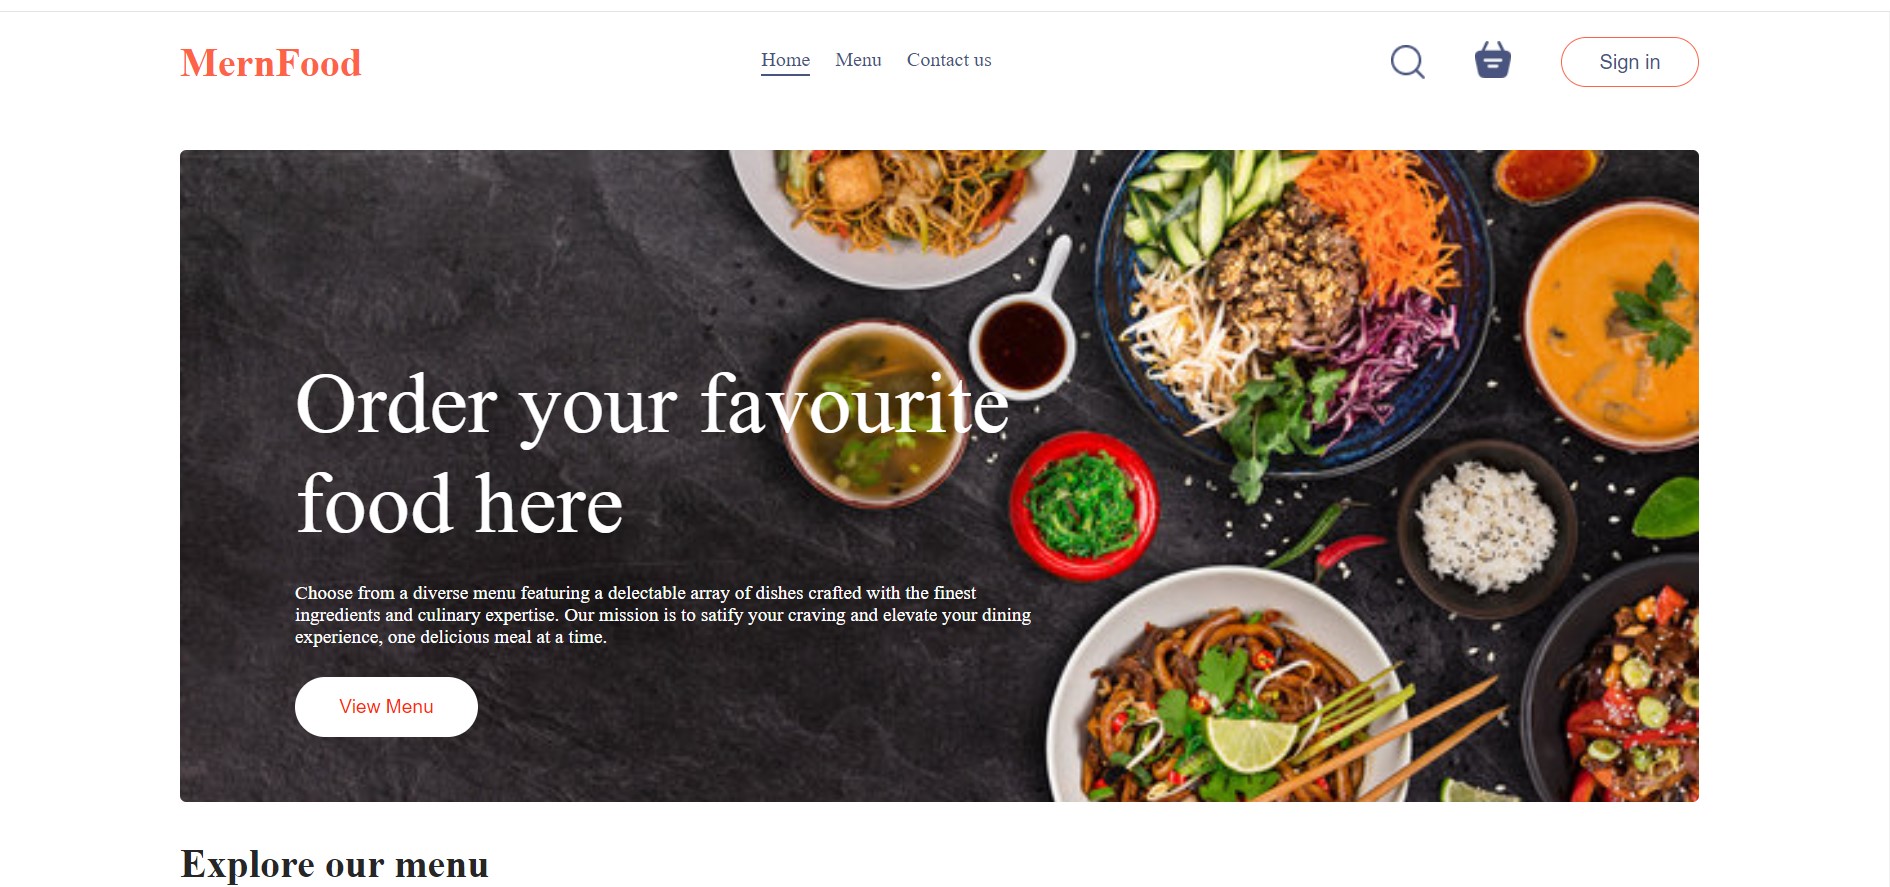 MernFood
Home Menu Contact us
Sign in
Order your favourite
food here
Choose from a diverse menu featuring a delectable array of dishes crafted with the finest
ingredients and culinary expertise. Our mission is to satify your craving and elevate your dining
experience, one delicious meal at a time.
View Menu
Explore our menu